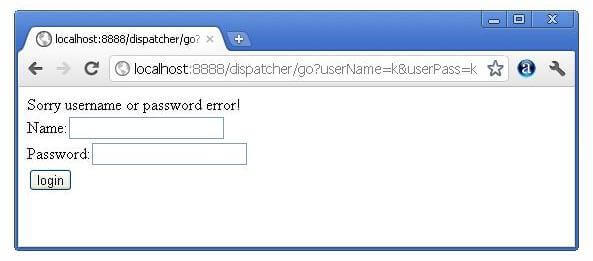 localhost:8888/dispatcher/go?
localhost:8888/dispatcher/go?userName=k&userPass=k
a
Sorry username or password error!
Name:
Password:
login